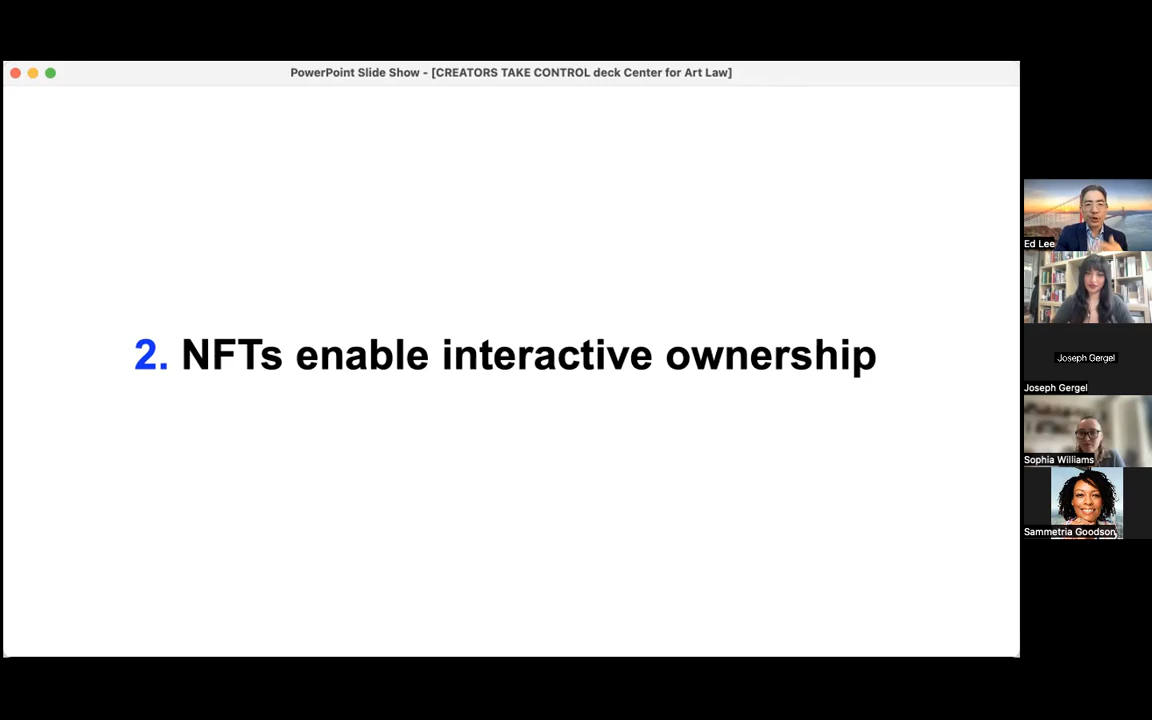 PowerPoint Slide Show - [CREATORS TAKE CONTROL deck Center for Art Law]
2. NFTs enable interactive ownership
Ed Lee
Joseph Gergel
Joseph Gergel
Sophia Williams
Sammetria Goodson